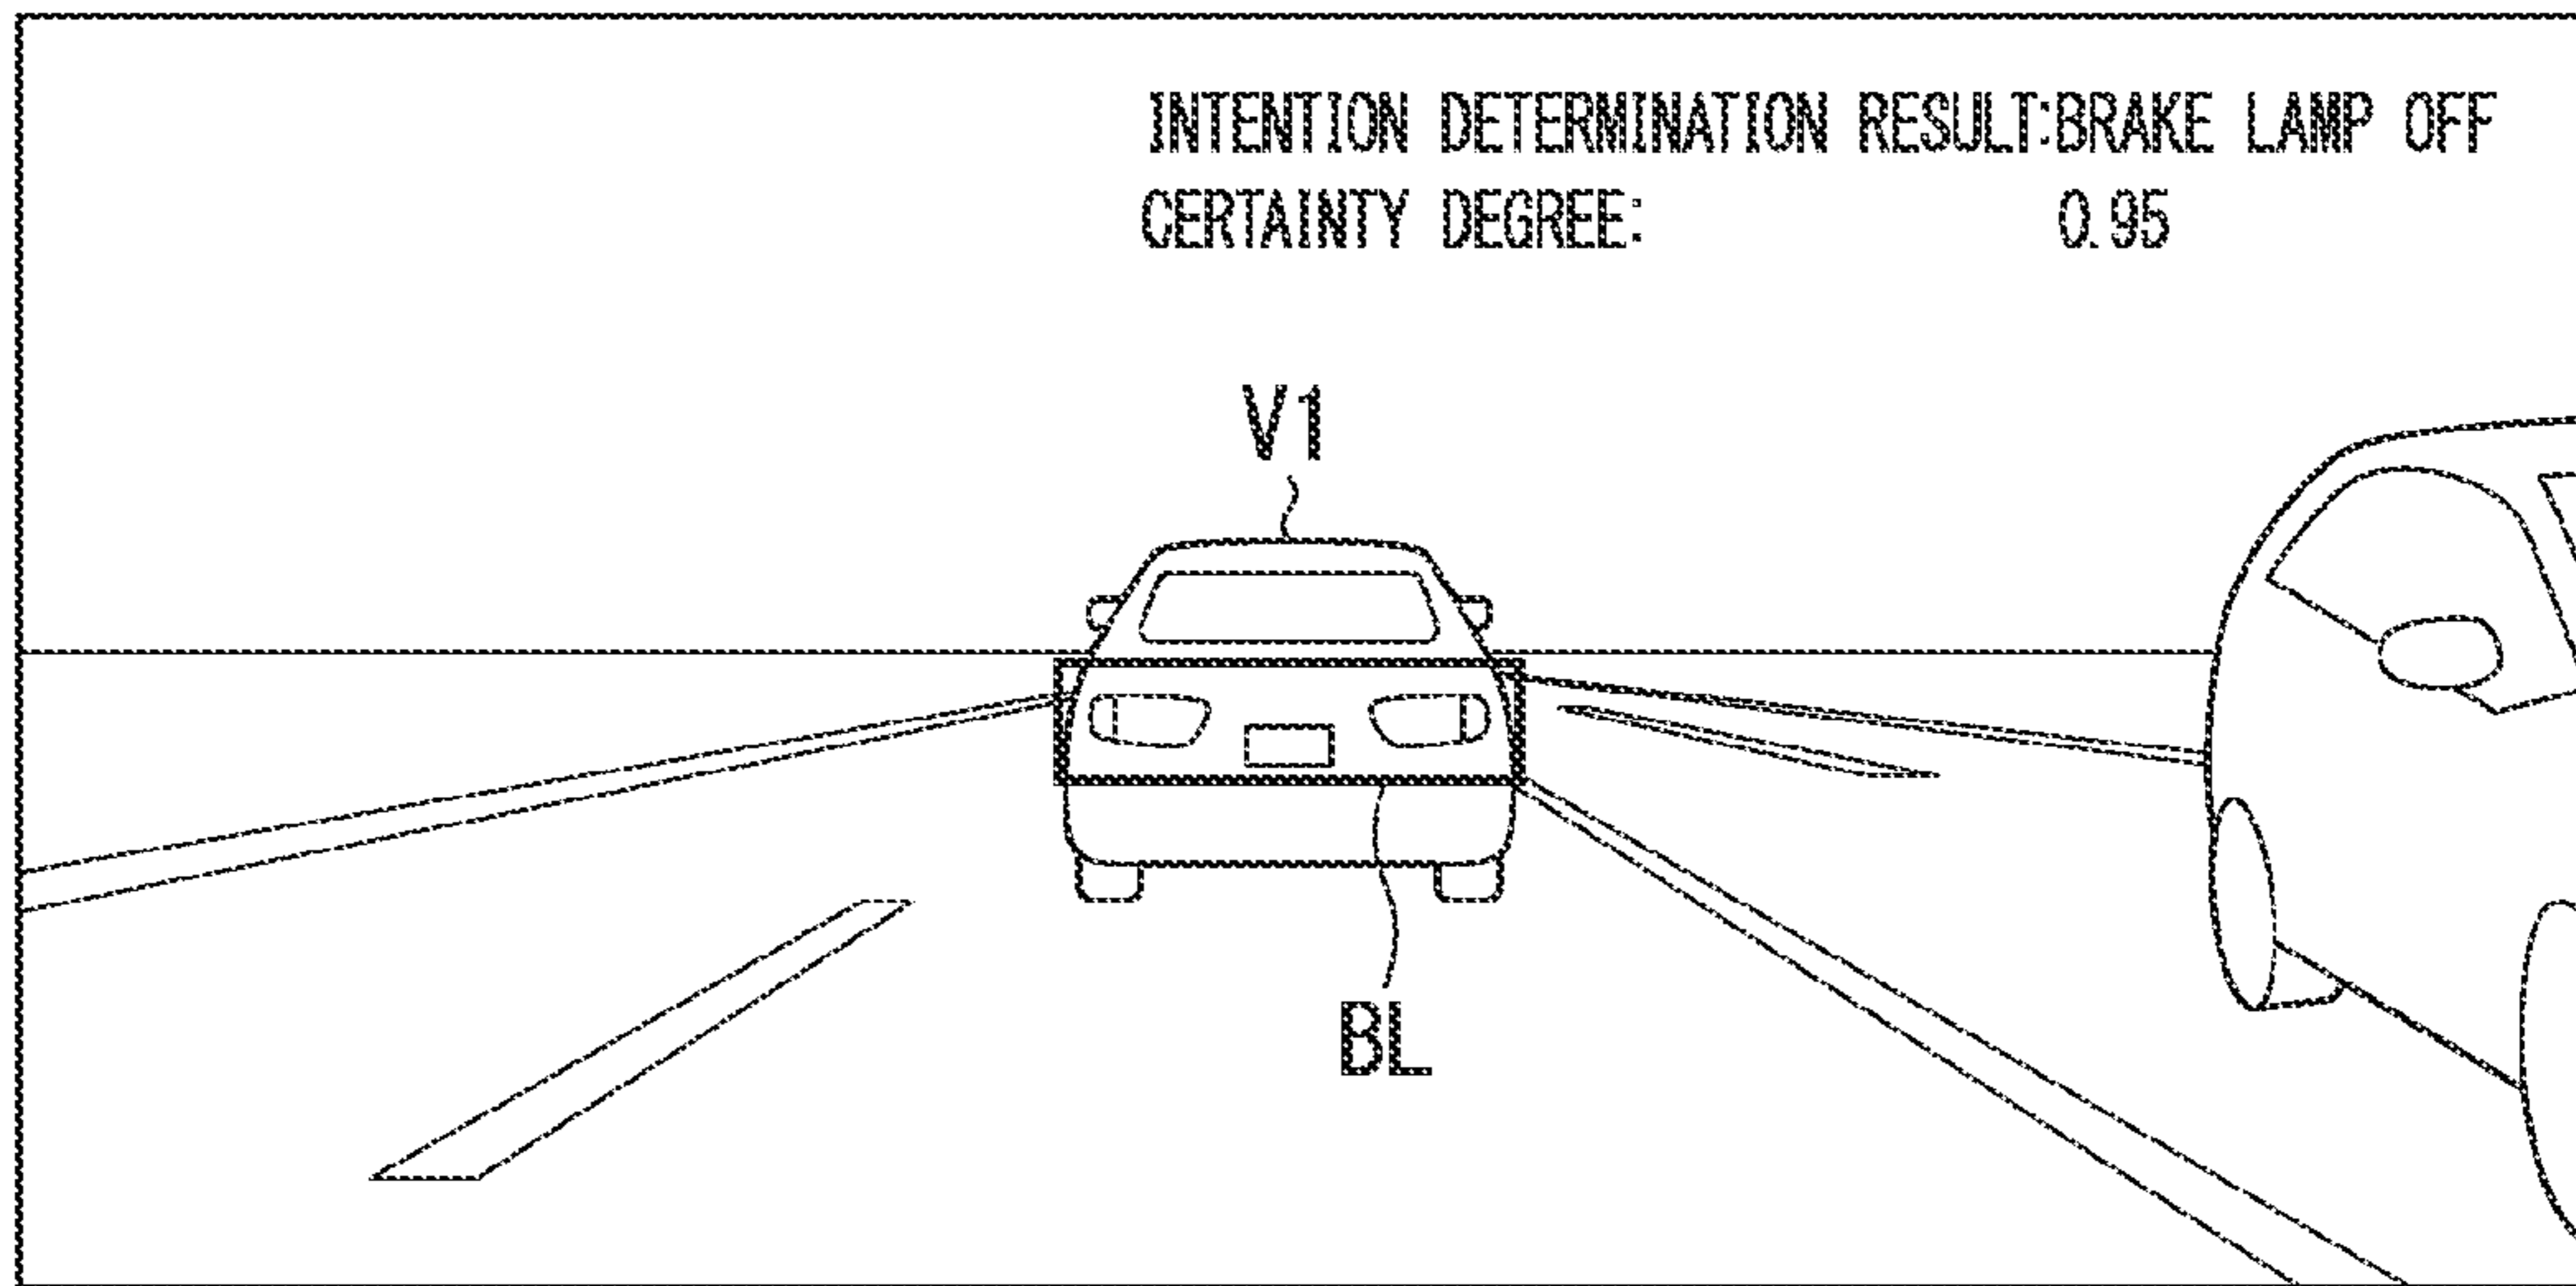 INTENTION DETERMINATION RESULT:BRAKE LAMP OFF
CERTAINTY DEGREE: 0.95
V1
BL